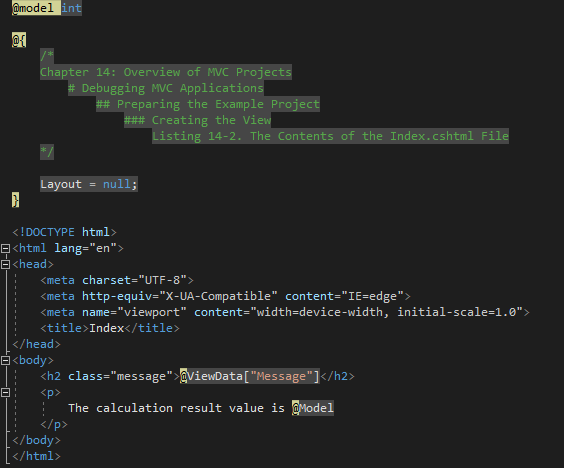 @model int
@{
/*
Chapter 14: Overview of MVC Projects
# Debugging MVC Applications
## Preparing the Example Project
### Creating the View
Listing 14-2. The Contents of the Index.cshtml File
*/
Layout = null;
}
<!DOCTYPE html>
<html lang="en">
<head>
<meta charset="UTF-8">
<meta http-equiv="X-UA-Compatible" content="IE=edge">
<meta name="viewport" content="width=device-width, initial-scale=1.0">
<title>Index</title>
</head>
<body>
<h2 class="message">@ViewData["Message"]</h2>
<p>
The calculation result value is @Model
</p>
</body>
</html>